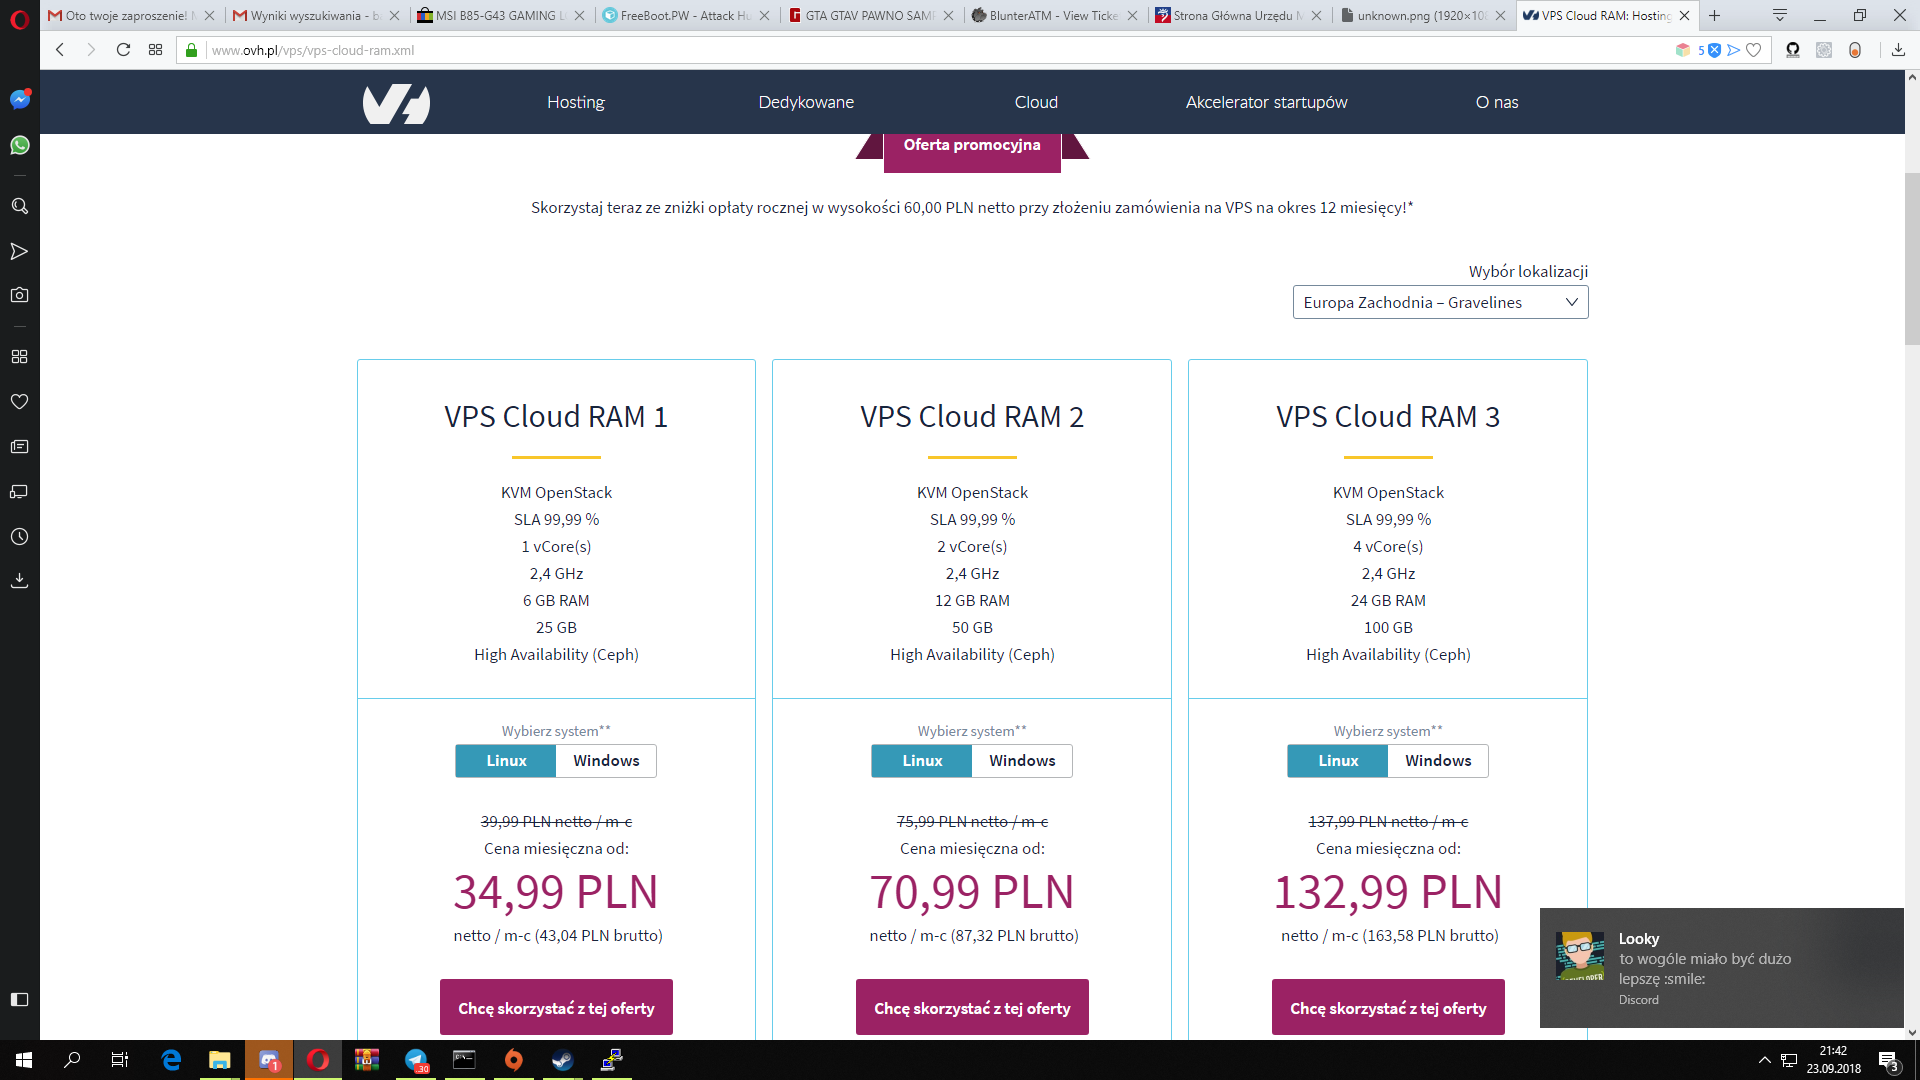 Oto twoje zaproszenie!
Wyniki wyszukiwania - b
MSI B85-G43 GAMING
FreeBoot.PW - Attack Hu
GTA GTAV PAWNO SAMP
BlunterATM - View Ticke
Strona Główna Urzędu
unknown.png (1920×10
VPS Cloud RAM: Hosting
www.ovh.pl/vps/vps-cloud-ram.xml
5
Hosting
Dedykowane
Cloud
Akcelerator startupów
O nas
Oferta promocyjna
Skorzystaj teraz ze zniżki opłaty rocznej w wysokości 60,00 PLN netto przy złożeniu zamówienia na VPS na okres 12 miesięcy!*
Wybór lokalizacji
Europa Zachodnia – Gravelines
VPS Cloud RAM 1
KVM OpenStack
SLA 99,99 %
1 vCore(s)
2,4 GHz
6 GB RAM
25 GB
High Availability (Ceph)
Wybierz system**
Linux
Windows
39,99 PLN netto / m-c
Cena miesięczna od:
34,99 PLN
netto / m-c (43,04 PLN brutto)
Chcę skorzystać z tej oferty
VPS Cloud RAM 2
KVM OpenStack
SLA 99,99 %
2 vCore(s)
2,4 GHz
12 GB RAM
50 GB
High Availability (Ceph)
Wybierz system**
Linux
Windows
75,99 PLN netto / m-c
Cena miesięczna od:
70,99 PLN
netto / m-c (87,32 PLN brutto)
Chcę skorzystać z tej oferty
VPS Cloud RAM 3
KVM OpenStack
SLA 99,99 %
4 vCore(s)
2,4 GHz
24 GB RAM
100 GB
High Availability (Ceph)
Wybierz system**
Linux
Windows
137,99 PLN netto / m-c
Cena miesięczna od:
132,99 PLN
netto / m-c (163,58 PLN brutto)
Chcę skorzystać z tej oferty
Looky
to wogóle miało być dużo
lepszę :smile:
Discord
1
30
21:42
23.09.2018
3